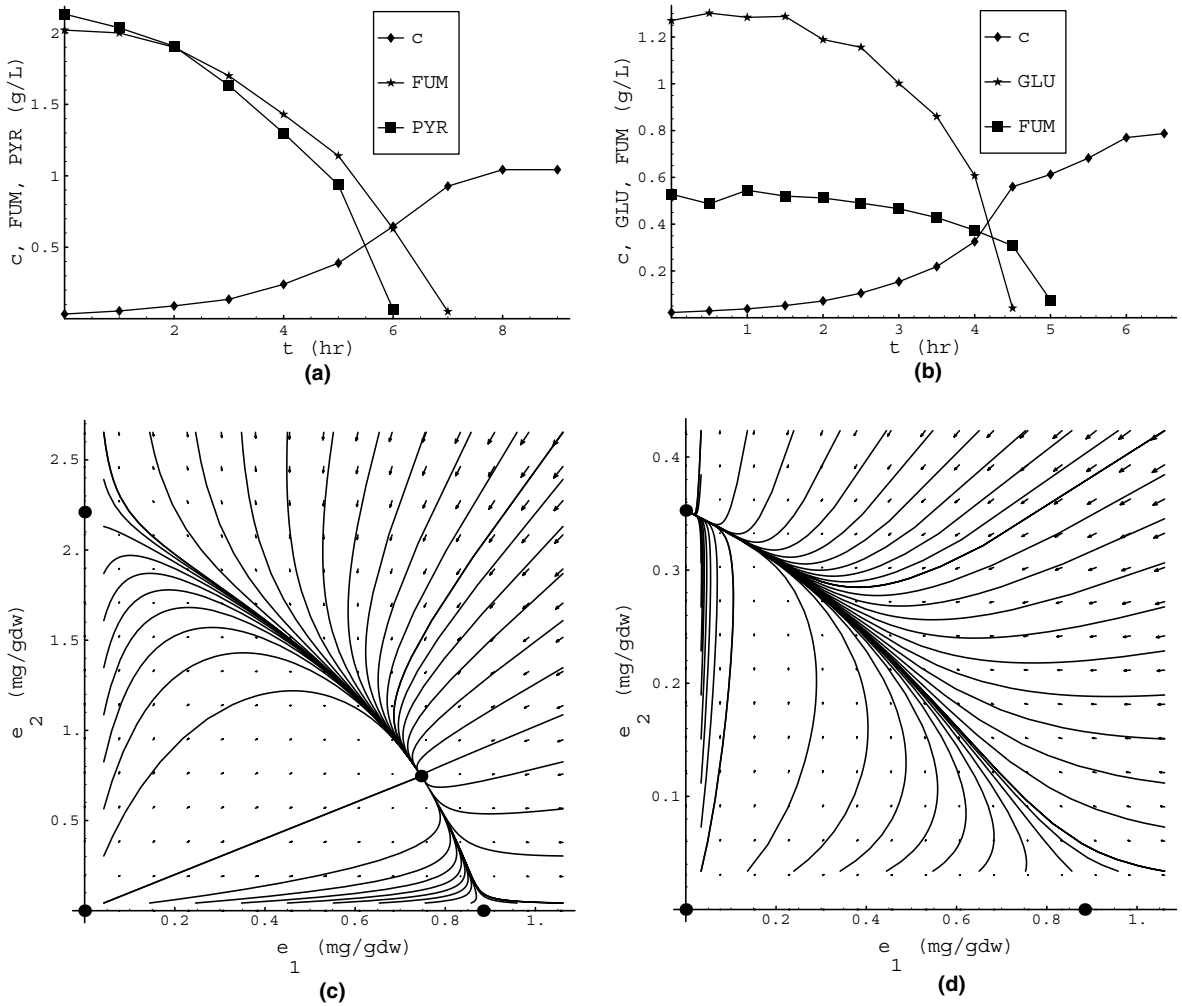 c, FUM, PYR (g/L)
2
1.5
1
0.5
2 4 6 8
t (hr)
c
FUM
PYR
(a)
c, GLU, FUM (g/L)
1.2
1
0.8
0.6
0.4
0.2
1 2 3 4 5 6
t (hr)
c
GLU
FUM
(b)
e2 (mg/gdw)
2.5
2.
1.5
1.
0.5
0.2 0.4 0.6 0.8 1.
e1 (mg/gdw)
(c)
e2 (mg/gdw)
0.4
0.3
0.2
0.1
0.2 0.4 0.6 0.8 1.
e1 (mg/gdw)
(d)